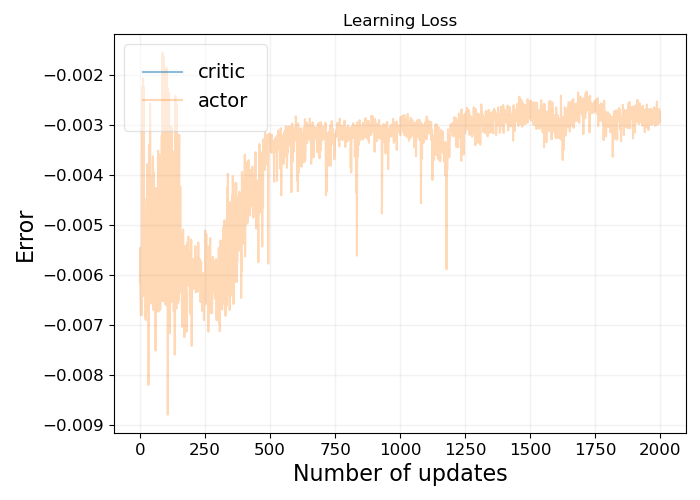 Learning Loss
critic
actor
−0.002
−0.003
−0.004
−0.005
−0.006
−0.007
−0.008
−0.009
Error
0 250 500 750 1000 1250 1500 1750 2000
Number of updates